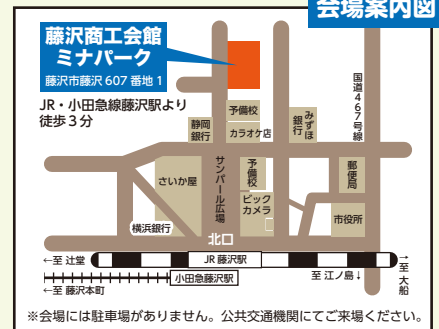 会場案内図
藤沢商工会館
ミナパーク
藤沢市藤沢 607 番地 1
JR・小田急線藤沢駅より
徒歩 3 分
国道467号線
予備校
カラオケ店
静岡
銀行
みずほ
銀行
さいか屋
サンパール広場
予備校
ビック
カメラ
郵便局
市役所
横浜銀行
北口
←至 辻堂
JR 藤沢駅
→至 大船
小田急藤沢駅
至 江ノ島↓
←至 藤沢本町
※会場には駐車場がありません。公共交通機関にてご来場ください。